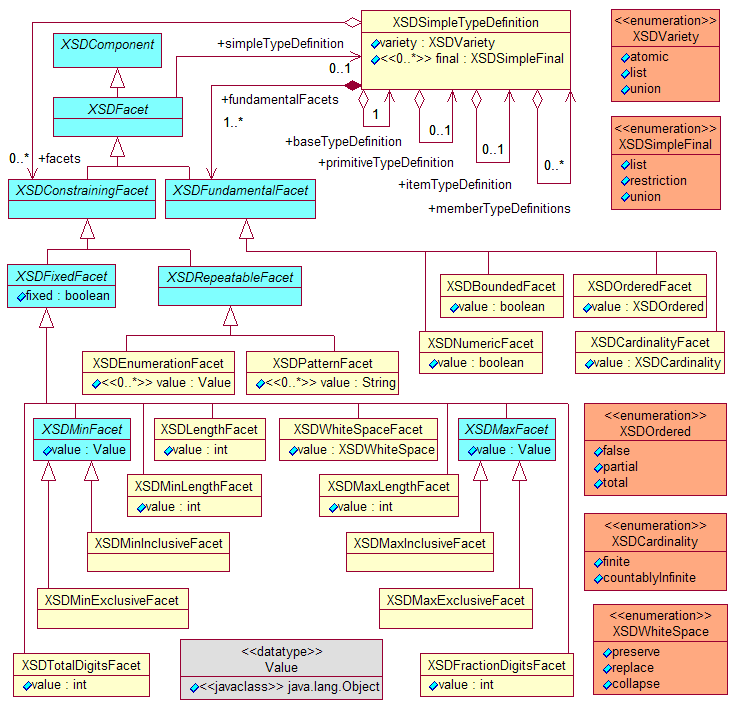 XSDComponent
XSDFacet
+simpleTypeDefinition
0..1
XSDSimpleTypeDefinition
variety : XSDVariety
<<0..*>> final : XSDSimpleFinal
<<enumeration>>
XSDVariety
atomic
list
union
+fundamentalFacets
1..*
1
+baseTypeDefinition
0..1
+primitiveTypeDefinition
0..1
+itemTypeDefinition
0..*
+memberTypeDefinitions
<<enumeration>>
XSDSimpleFinal
list
restriction
union
0..*
+facets
XSDConstrainingFacet
XSDFundamentalFacet
XSDFixedFacet
fixed : boolean
XSDRepeatableFacet
XSDBoundedFacet
value : boolean
XSDOrderedFacet
value : XSDOrdered
XSDNumericFacet
value : boolean
XSDCardinalityFacet
value : XSDCardinality
XSDEnumerationFacet
<<0..*>> value : Value
XSDPatternFacet
<<0..*>> value : String
XSDMinFacet
value : Value
XSDLengthFacet
value : int
XSDWhiteSpaceFacet
value : XSDWhiteSpace
XSDMaxFacet
value : Value
<<enumeration>>
XSDOrdered
false
partial
total
XSDMinLengthFacet
value : int
XSDMaxLengthFacet
value : int
XSDMinInclusiveFacet
XSDMaxInclusiveFacet
<<enumeration>>
XSDCardinality
finite
countablyInfinite
XSDMinExclusiveFacet
XSDMaxExclusiveFacet
<<enumeration>>
XSDWhiteSpace
preserve
replace
collapse
XSDTotalDigitsFacet
value : int
<<datatype>>
Value
<<javaclass>> java.lang.Object
XSDFractionDigitsFacet
value : int